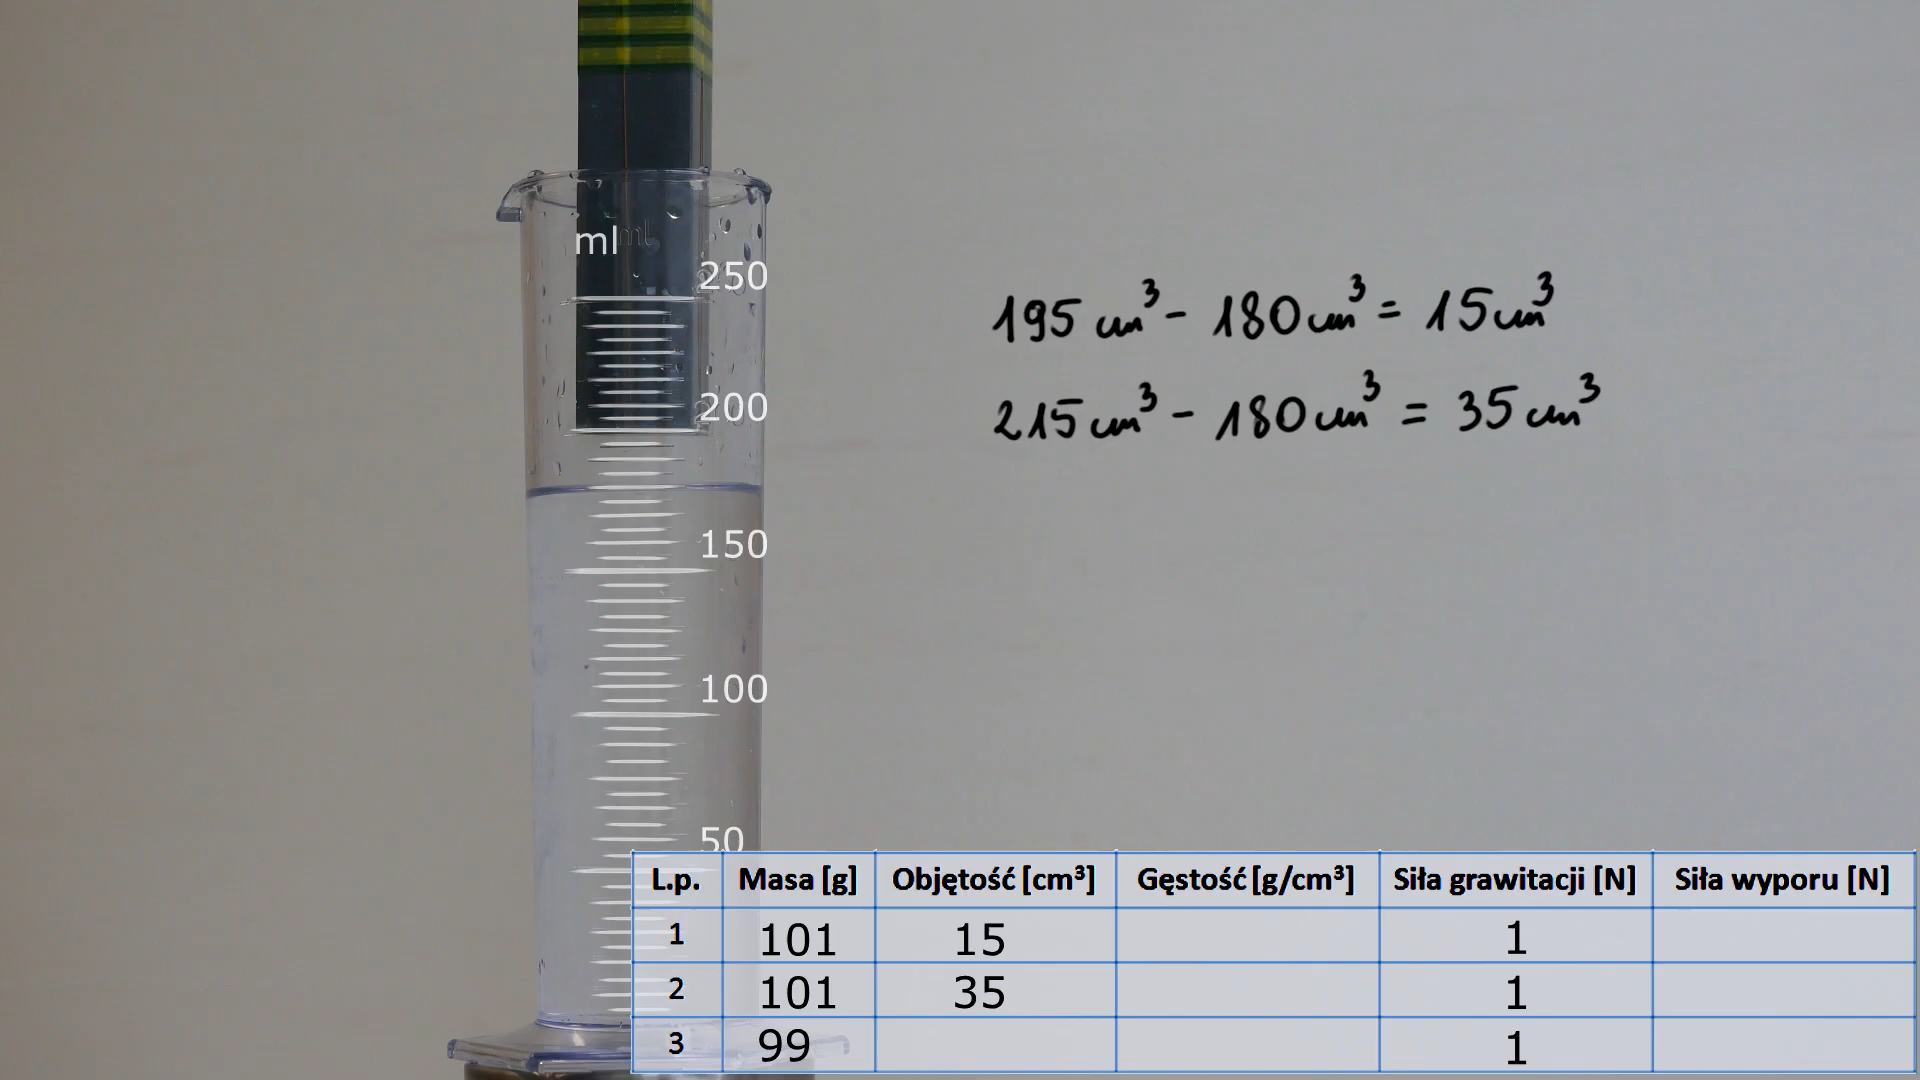 ml
250
200
150
100
50
195 cm³ - 180 cm³ = 15 cm³
215 cm³ - 180 cm³ = 35 cm³
L.p. Masa [g] Objętość [cm³] Gęstość [g/cm³] Siła grawitacji [N] Siła wyporu [N]
1 101 15 1
2 101 35 1
3 99 1